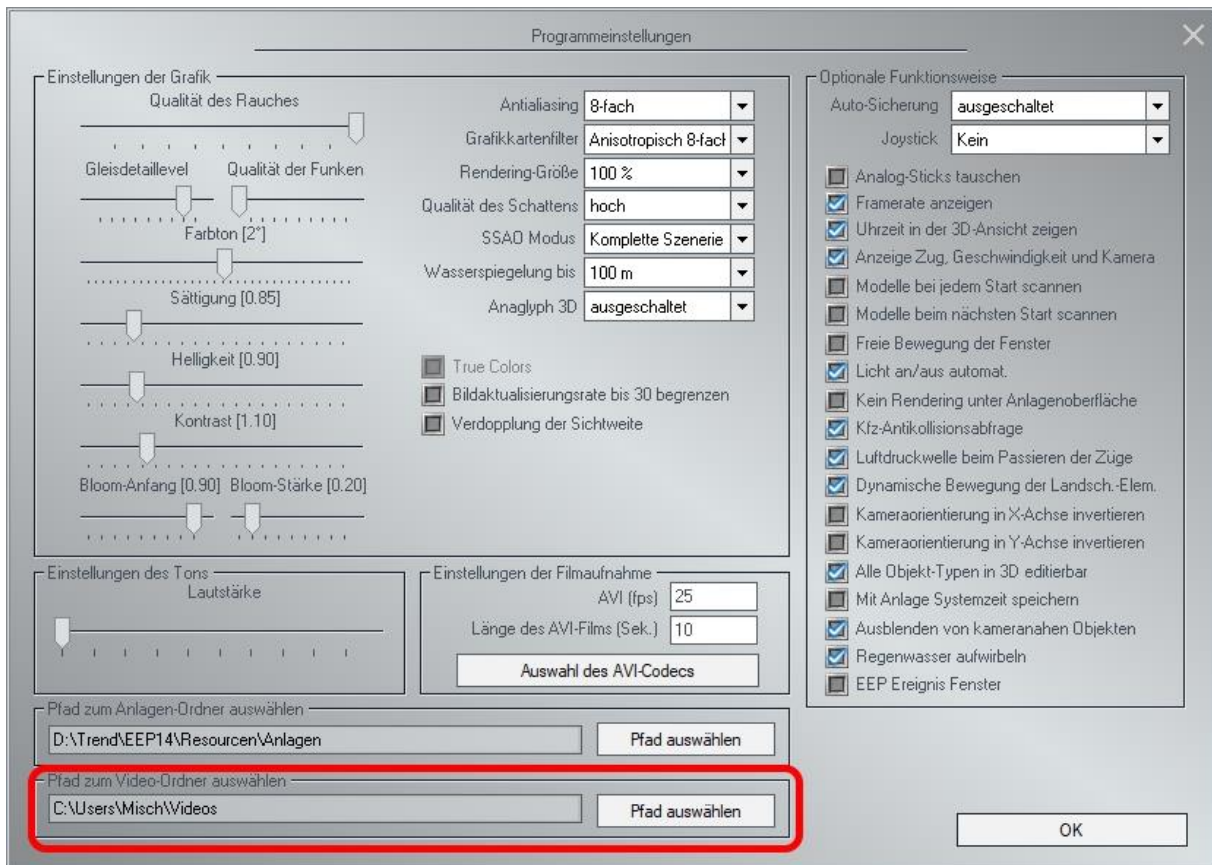 Programmeinstellungen
Einstellungen der Grafik
Qualität des Rauches
Gleisdetaillevel
Qualität der Funken
Farbton [2°]
Sättigung [0.85]
Helligkeit [0.90]
Kontrast [1.10]
Bloom-Anfang [0.90]
Bloom-Stärke [0.20]
Antialiasing 8-fach
Grafikkartenfilter Anisotropisch 8-fach
Rendering-Größe 100 %
Qualität des Schattens hoch
SSAO Modus Komplette Szenerie
Wasserspiegelung bis 100 m
Anaglyph 3D ausgeschaltet
True Colors
Bildaktualisierungsrate bis 30 begrenzen
Verdopplung der Sichtweite
Einstellungen des Tons
Lautstärke
Einstellungen der Filmaufnahme
AVI (fps) 25
Länge des AVI-Films (Sek.) 10
Auswahl des AVI-Codecs
Pfad zum Anlagen-Ordner auswählen
D:\Trend\EEP14\Resourcen\Anlagen
Pfad auswählen
Pfad zum Video-Ordner auswählen
C:\Users\Misch\Videos
Pfad auswählen
Optionale Funktionsweise
Auto-Sicherung ausgeschaltet
Joystick Kein
Analog-Sticks tauschen
Framerate anzeigen
Uhrzeit in der 3D-Ansicht zeigen
Anzeige Zug, Geschwindigkeit und Kamera
Modelle bei jedem Start scannen
Modelle beim nächsten Start scannen
Freie Bewegung der Fenster
Licht an/aus automat.
Kein Rendering unter Anlagenoberfläche
Kfz-Antikollisionsabfrage
Luftdruckwelle beim Passieren der Züge
Dynamische Bewegung der Landsch.-Elem.
Kameraorientierung in X-Achse invertieren
Kameraorientierung in Y-Achse invertieren
Alle Objekt-Typen in 3D editierbar
Mit Anlage Systemzeit speichern
Ausblenden von kameranahen Objekten
Regenwasser aufwirbeln
EEP Ereignis Fenster
OK